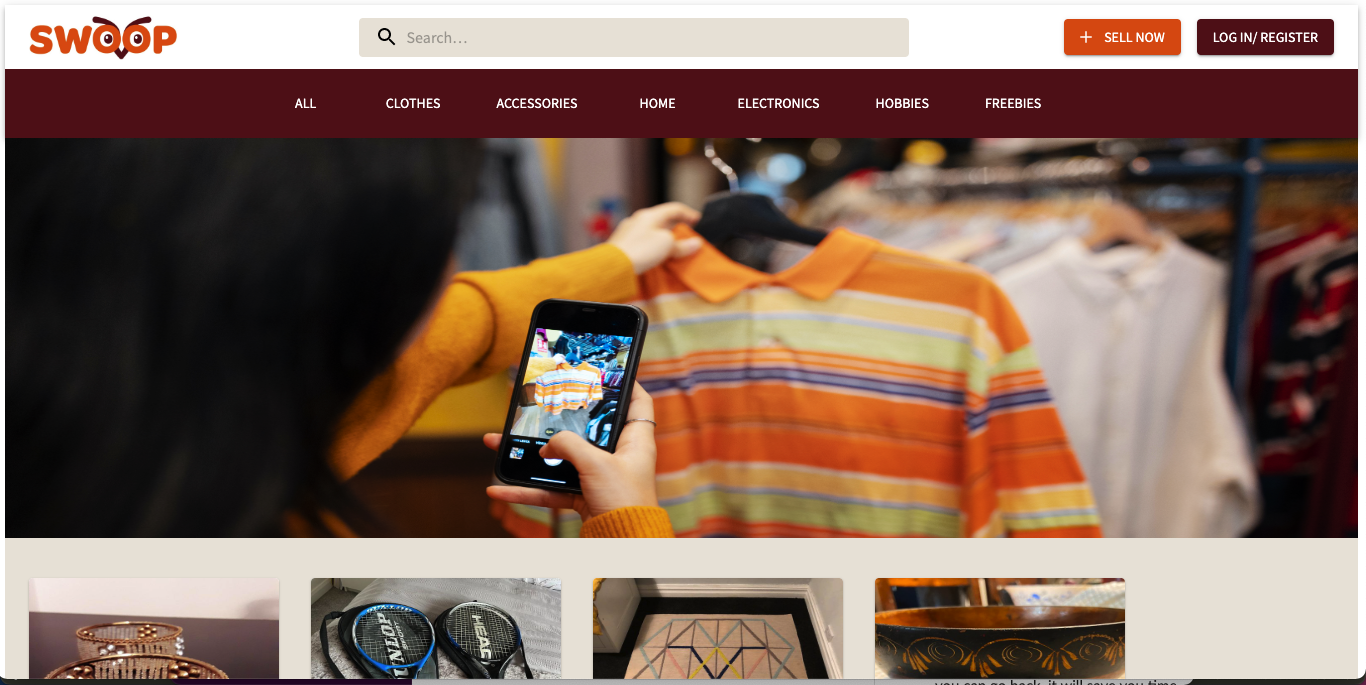 SWOOP
Search...
+ SELL NOW
LOG IN/ REGISTER
ALL CLOTHES ACCESSORIES HOME ELECTRONICS HOBBIES FREEBIES
DUNLOP
HEAD
you can go back, it will save you time